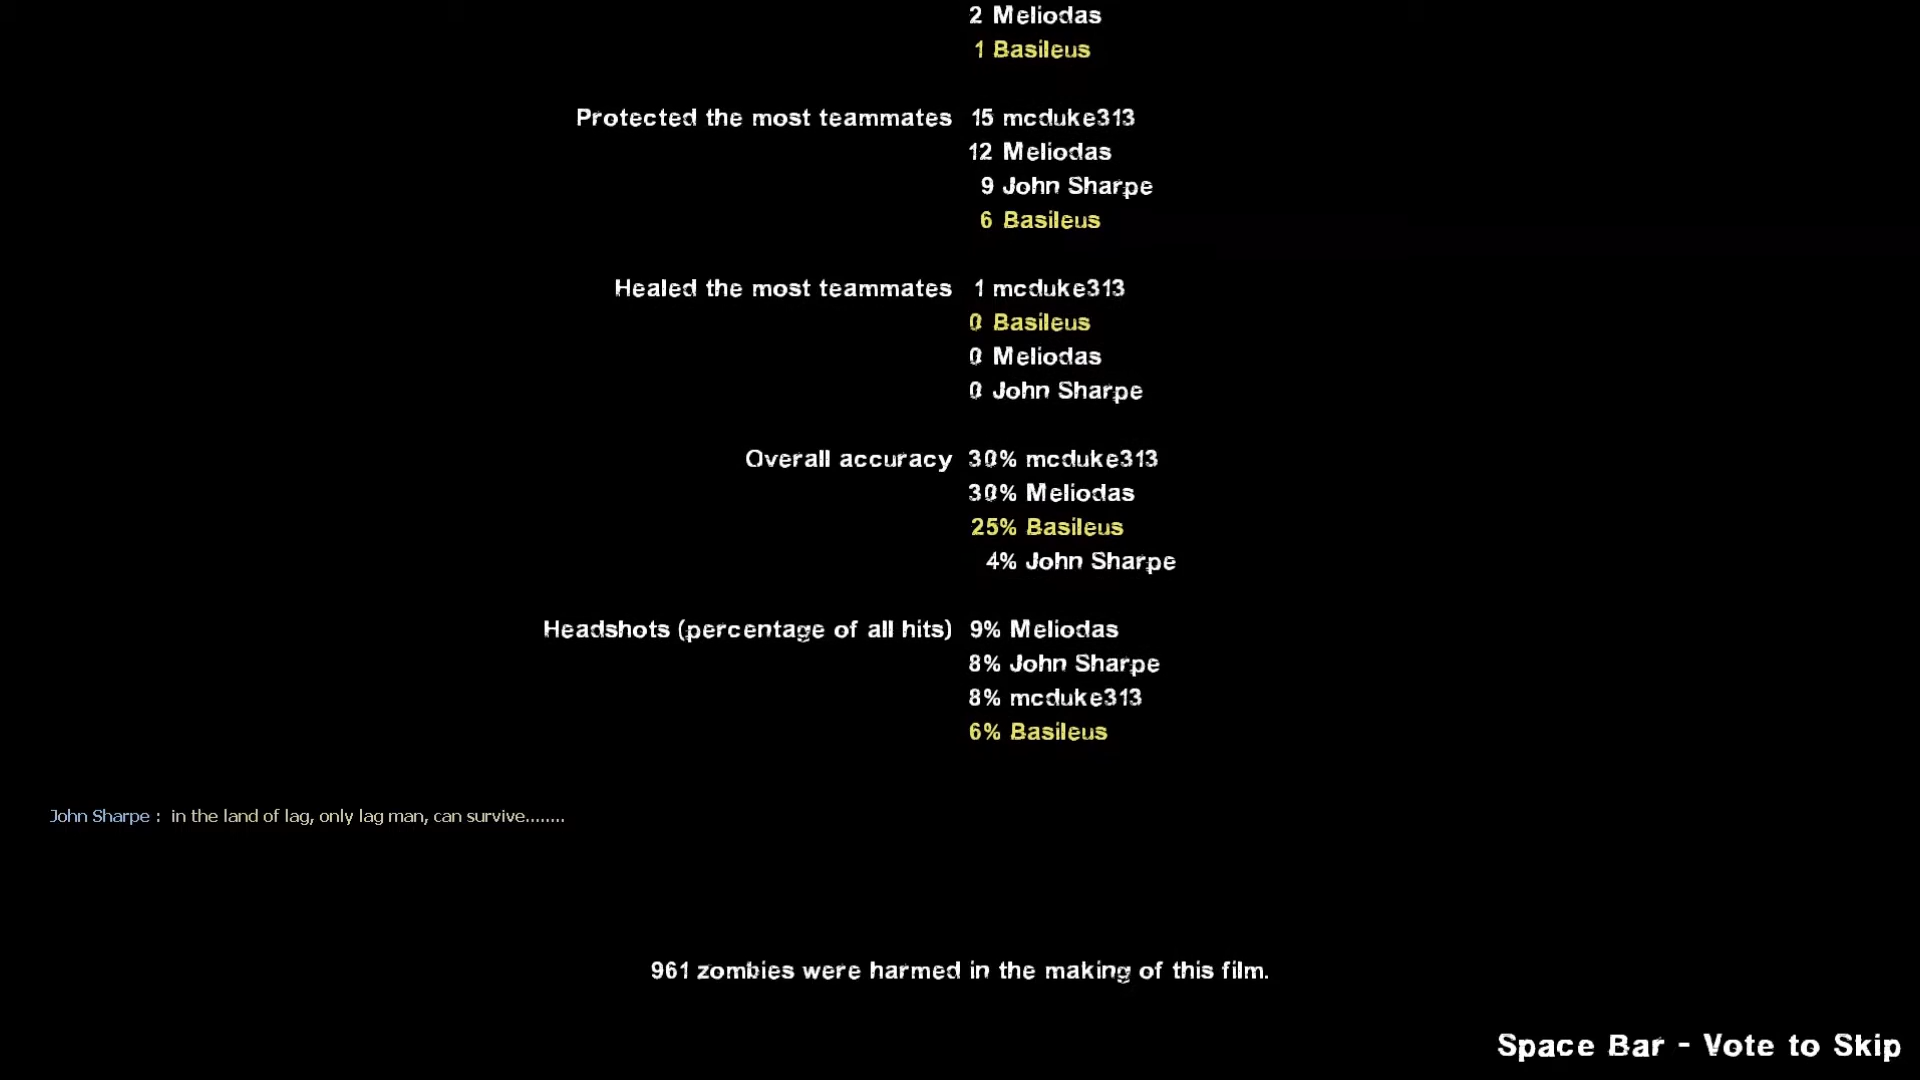 2 Meliodas
1 Basileus
Protected the most teammates 15 mcduke313
12 Meliodas
9 John Sharpe
6 Basileus
Healed the most teammates 1 mcduke313
0 Basileus
0 Meliodas
0 John Sharpe
Overall accuracy 30% mcduke313
30% Meliodas
25% Basileus
4% John Sharpe
Headshots (percentage of all hits) 9% Meliodas
8% John Sharpe
8% mcduke313
6% Basileus
John Sharpe : in the land of lag, only lag man, can survive........
961 zombies were harmed in the making of this film.
Space Bar - Vote to Skip